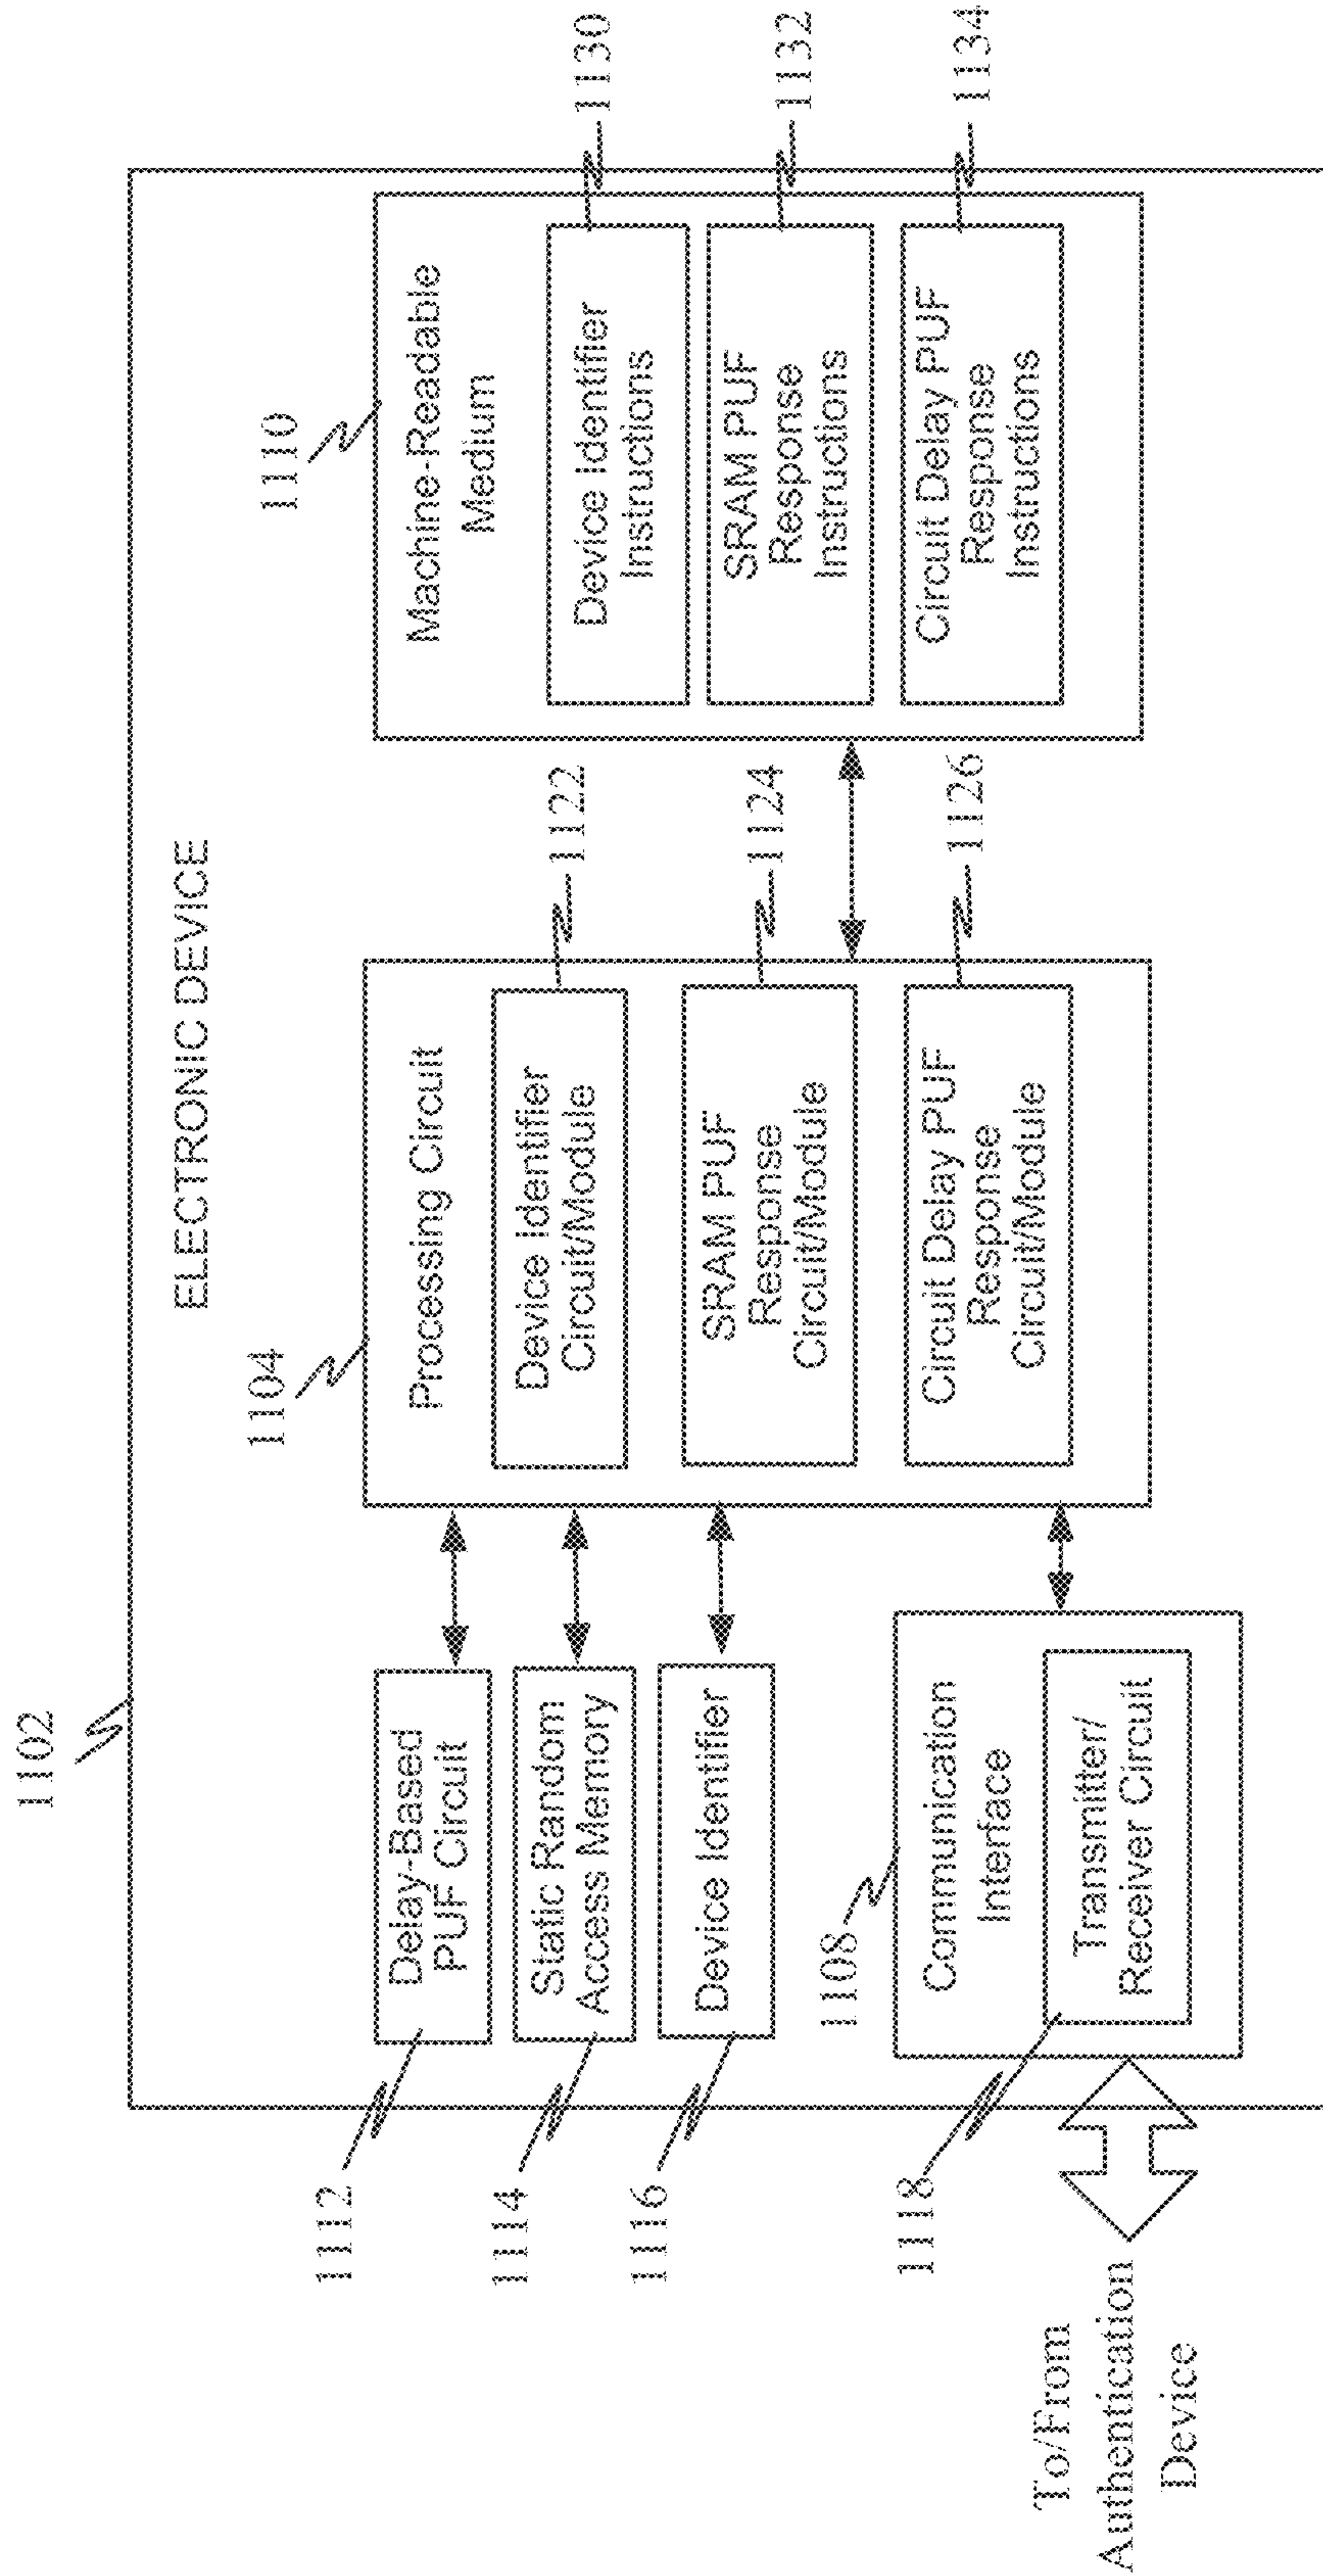 1102
ELECTRONIC DEVICE
1112
Delay-Based
PUF Circuit
1114
Static Random
Access Memory
1116
Device Identifier
1108
Communication
Interface
1118
Transmitter/
Receiver Circuit
To/From
Authentication
Device
1104
Processing Circuit
1122
Device Identifier
Circuit/Module
1124
SRAM PUF
Response
Circuit/Module
1126
Circuit Delay PUF
Response
Circuit/Module
1110
Machine-Readable
Medium
1130
Device Identifier
Instructions
1132
SRAM PUF
Response
Instructions
1134
Circuit Delay PUF
Response
Instructions